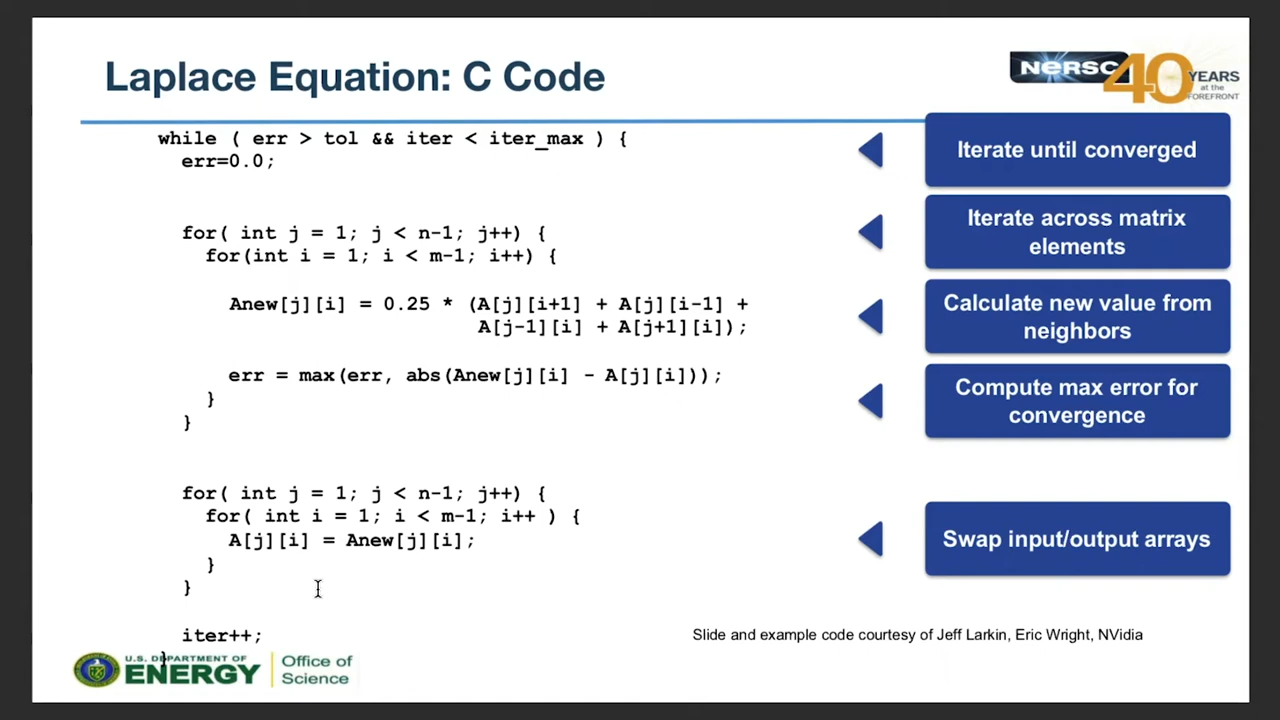 Laplace Equation: C Code
NERSC 40 YEARS
at the
FOREFRONT
while ( err > tol && iter < iter_max ) {
err=0.0;
for( int j = 1; j < n-1; j++) {
for(int i = 1; i < m-1; i++) {
Anew[j][i] = 0.25 * (A[j][i+1] + A[j][i-1] +
A[j-1][i] + A[j+1][i]);
err = max(err, abs(Anew[j][i] - A[j][i]));
}
}
for( int j = 1; j < n-1; j++) {
for( int i = 1; i < m-1; i++ ) {
A[j][i] = Anew[j][i];
}
}
iter++;
}
Iterate until converged
Iterate across matrix
elements
Calculate new value from
neighbors
Compute max error for
convergence
Swap input/output arrays
Slide and example code courtesy of Jeff Larkin, Eric Wright, NVidia
U.S. DEPARTMENT OF
ENERGY
Office of
Science